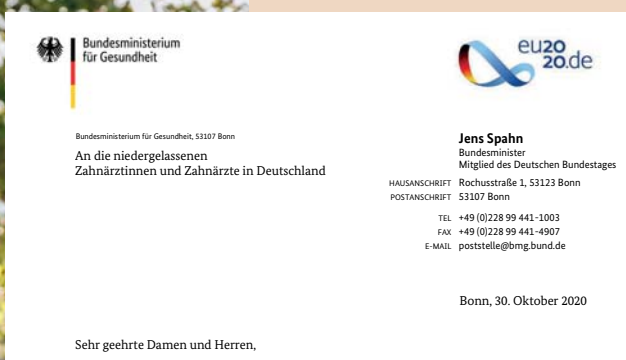 Bundesministerium
für Gesundheit
eu20
20.de
Bundesministerium für Gesundheit, 53107 Bonn
An die niedergelassenen
Zahnärztinnen und Zahnärzte in Deutschland
Jens Spahn
Bundesminister
Mitglied des Deutschen Bundestages
HAUSANSCHRIFT Rochusstraße 1, 53123 Bonn
POSTANSCHRIFT 53107 Bonn
TEL +49 (0)228 99 441-1003
FAX +49 (0)228 99 441-4907
E-MAIL poststelle@bmg.bund.de
Bonn, 30. Oktober 2020
Sehr geehrte Damen und Herren,